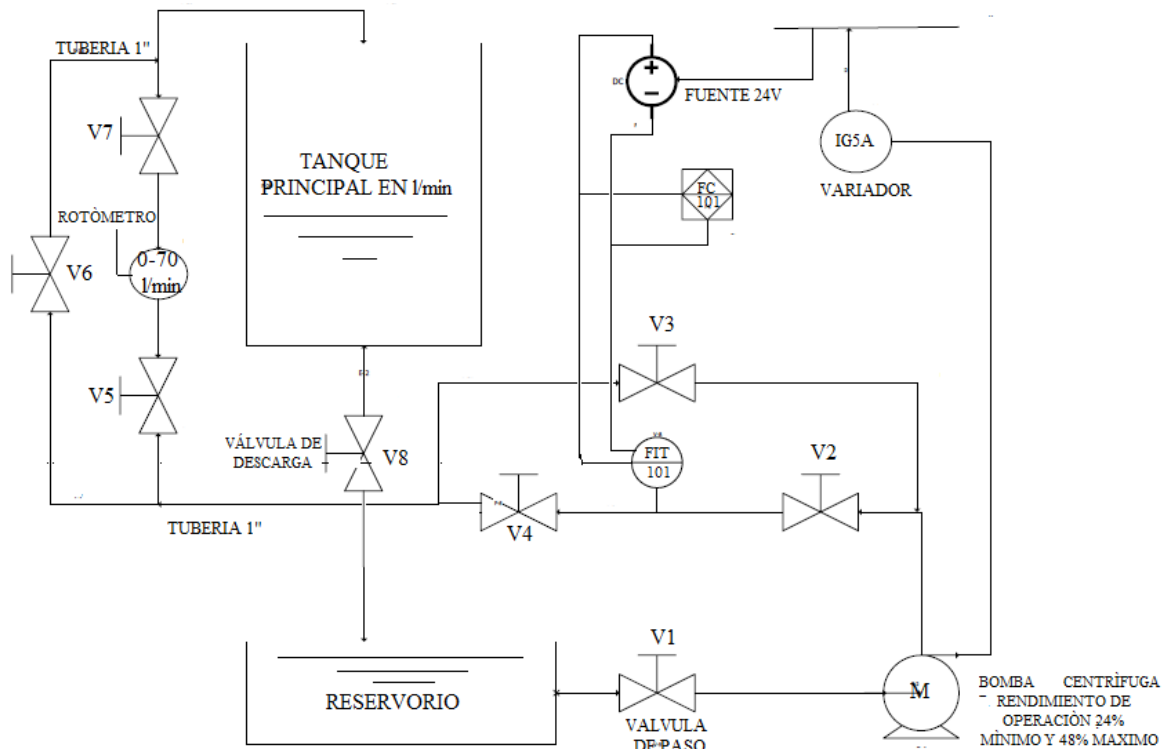 TUBERIA 1"
V7
ROTÒMETRO
0-70
l/min
V6
V5
TANQUE
PRINCIPAL EN l/min
VÁLVULA DE
DESCARGA
V8
TUBERIA 1"
DC
+
−
FUENTE 24V
IG5A
VARIADOR
FC
101
V3
FIT
101
V2
V4
RESERVORIO
V1
VALVULA
DE PASO
M
BOMBA CENTRÌFUGA
RENDIMIENTO DE
OPERACIÒN 24%
MÌNIMO Y 48% MAXIMO